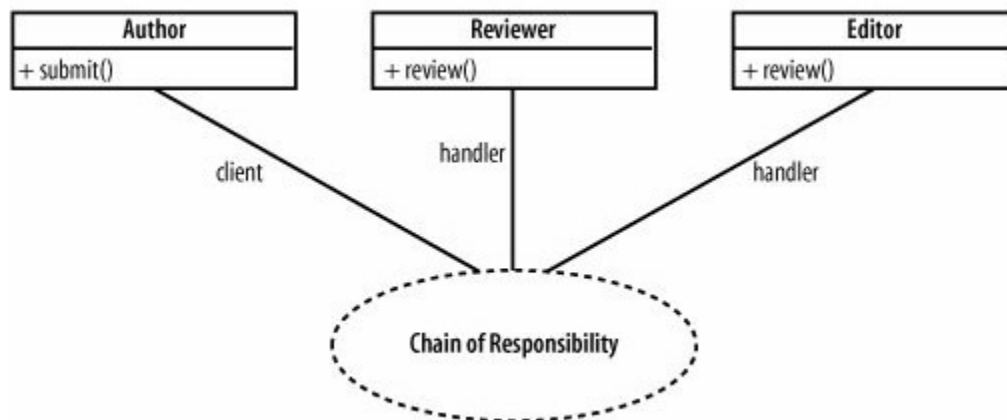 Author
+ submit()
Reviewer
+ review()
Editor
+ review()
client
handler
handler
Chain of Responsibility